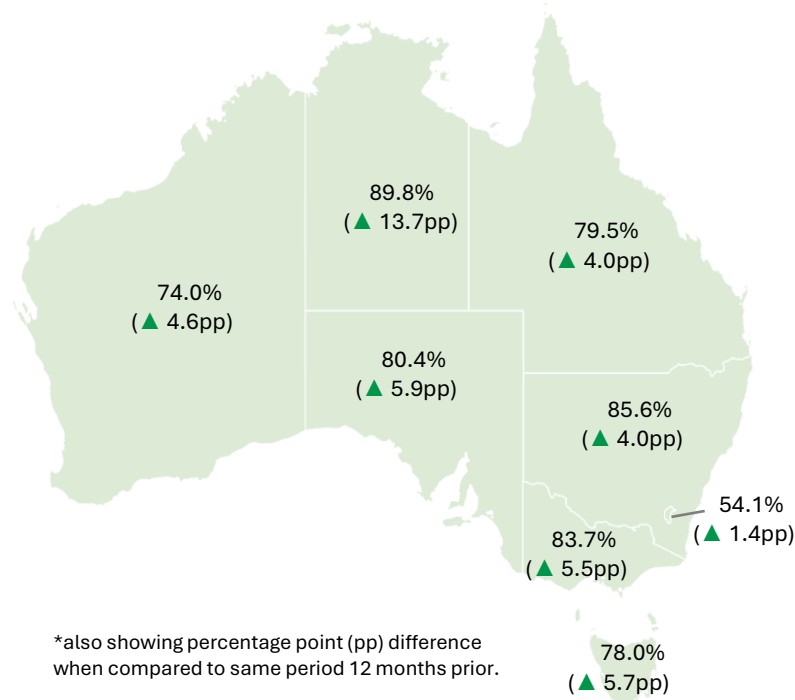 89.8%
(▲ 13.7pp)
79.5%
(▲ 4.0pp)
74.0%
(▲ 4.6pp)
80.4%
(▲ 5.9pp)
85.6%
(▲ 4.0pp)
54.1%
(▲ 1.4pp)
83.7%
(▲ 5.5pp)
*also showing percentage point (pp) difference
when compared to same period 12 months prior.
78.0%
(▲ 5.7pp)